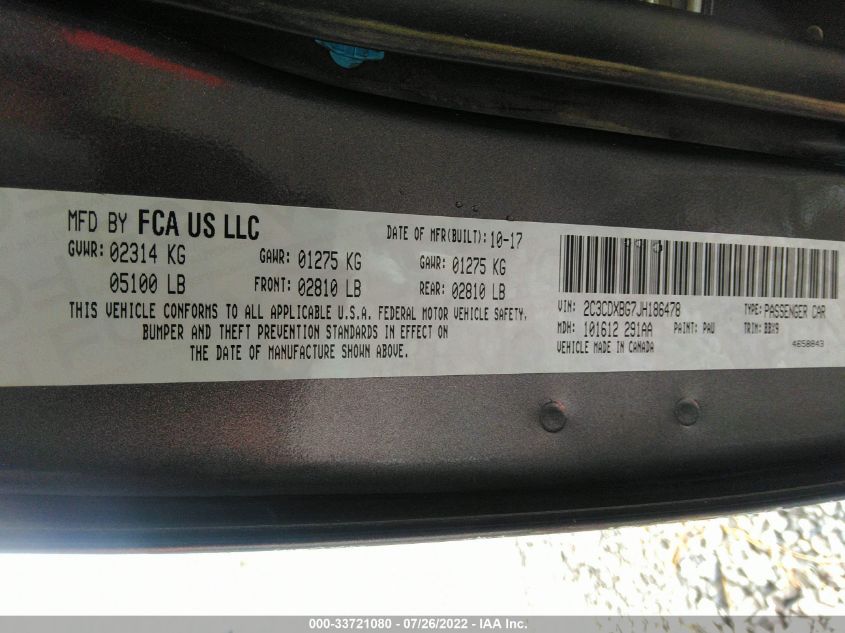 MFD BY FCA US LLC DATE OF MFR(BUILT): 10-17
GVWR: 02314 KG GAWR: 01275 KG GAWR: 01275 KG
05100 LB FRONT: 02810 LB REAR: 02810 LB
THIS VEHICLE CONFORMS TO ALL APPLICABLE U.S.A. FEDERAL MOTOR VEHICLE SAFETY,
BUMPER AND THEFT PREVENTION STANDARDS IN EFFECT ON
THE DATE OF MANUFACTURE SHOWN ABOVE.
VIN: 2C3CDXBG7JH186478 TYPE: PASSENGER CAR
MDH: 101612 291AA PAINT: PAU TRIM: BBX9
VEHICLE MADE IN CANADA 4658843
000-33721080 - 07/26/2022 - IAA Inc.